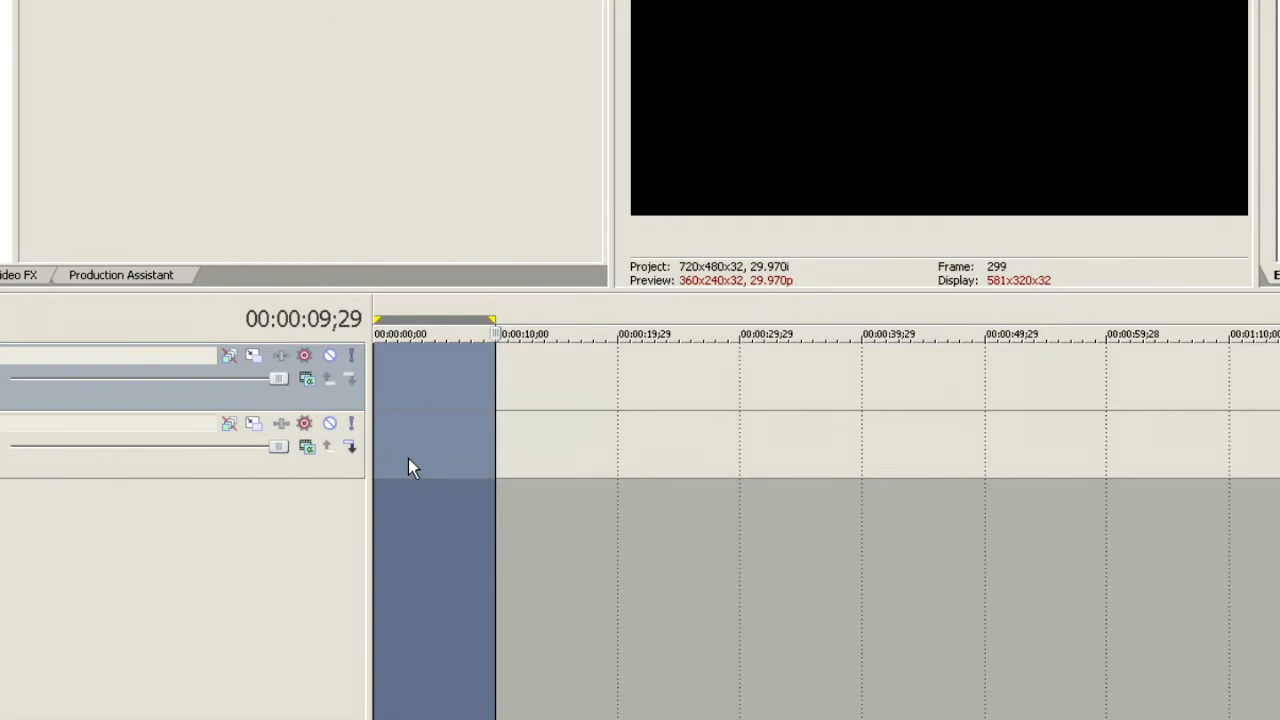 ideo FX
Production Assistant
Project: 720x480x32, 29.970i
Frame: 299
Preview: 360x240x32, 29.970p
Display: 581x320x32
E
00:00:09;29
00:00:00;00
00:00:10;00
00:00:19;29
00:00:29;29
00:00:39;29
00:00:49;29
00:00:59;28
00:01:10;00